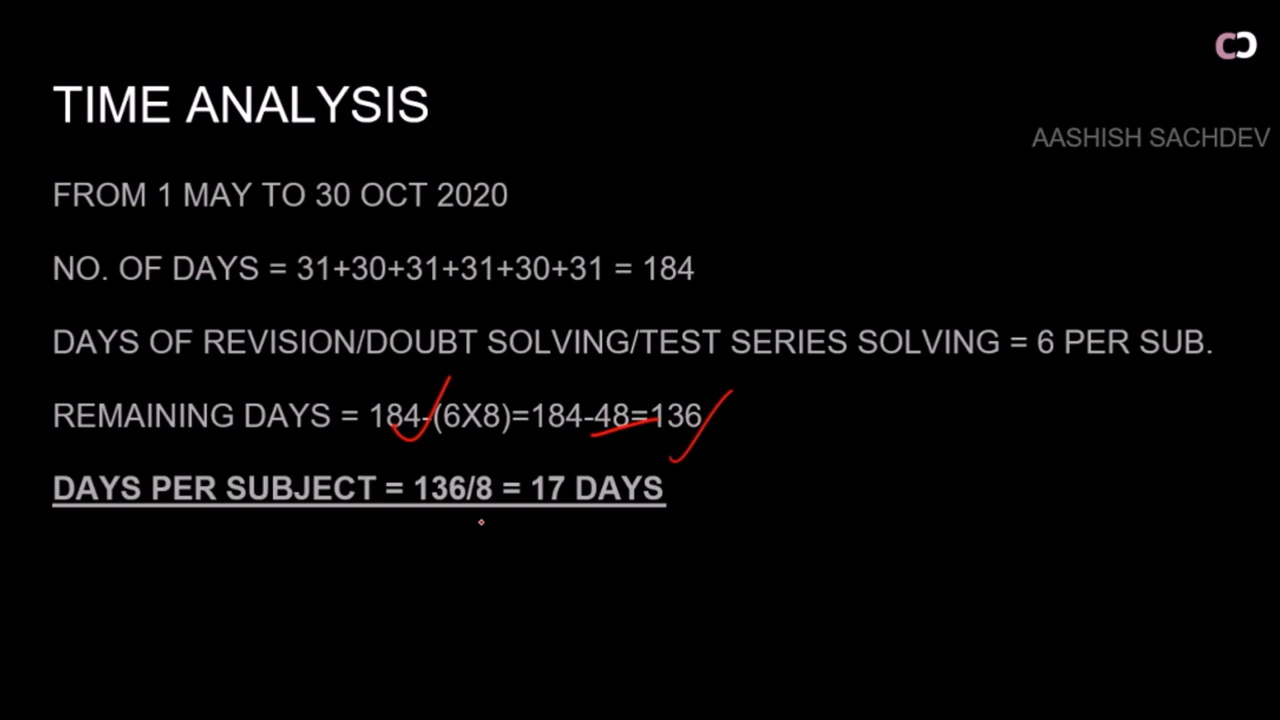 TIME ANALYSIS
AASHISH SACHDEV
FROM 1 MAY TO 30 OCT 2020
NO. OF DAYS = 31+30+31+31+30+31 = 184
DAYS OF REVISION/DOUBT SOLVING/TEST SERIES SOLVING = 6 PER SUB.
REMAINING DAYS = 184-(6X8)=184-48=136
DAYS PER SUBJECT = 136/8 = 17 DAYS